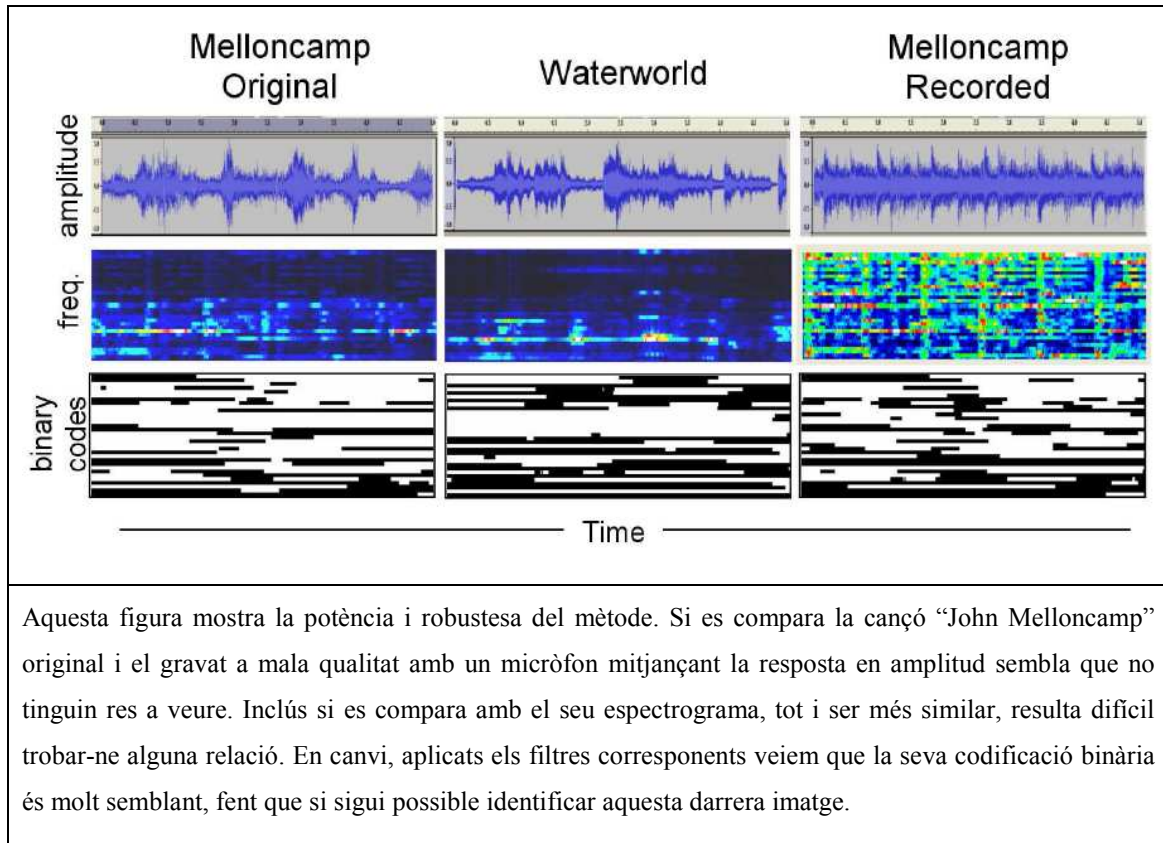 Melloncamp
Original
Waterworld
Melloncamp
Recorded
amplitude
freq.
binary
codes
Time
Aquesta figura mostra la potència i robustesa del mètode. Si es compara la cançó “John Melloncamp”
original i el gravat a mala qualitat amb un micròfon mitjançant la resposta en amplitud sembla que no
tinguin res a veure. Inclús si es compara amb el seu espectrograma, tot i ser més similar, resulta difícil
trobar-ne alguna relació. En canvi, aplicats els filtres corresponents veiem que la seva codificació binària
és molt semblant, fent que si sigui possible identificar aquesta darrera imatge.